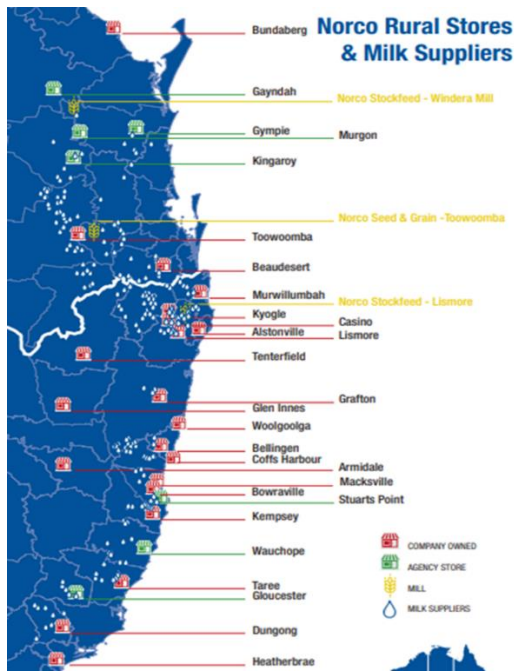 Norco Rural Stores
& Milk Suppliers
Bundaberg
Gayndah
Norco Stockfeed - Windera Mill
Gympie
Murgon
Kingaroy
Norco Seed & Grain -Toowoomba
Toowoomba
Beaudesert
Murwillumbah
Norco Stockfeed - Lismore
Kyogle
Casino
Alstonville
Lismore
Tenterfield
Grafton
Glen Innes
Woolgoolga
Bellingen
Coffs Harbour
Armidale
Macksville
Bowraville
Stuarts Point
Kempsey
COMPANY OWNED
Wauchope
AGENCY STORE
Taree
MILL
Gloucester
MILK SUPPLIERS
Dungong
Heatherbrae